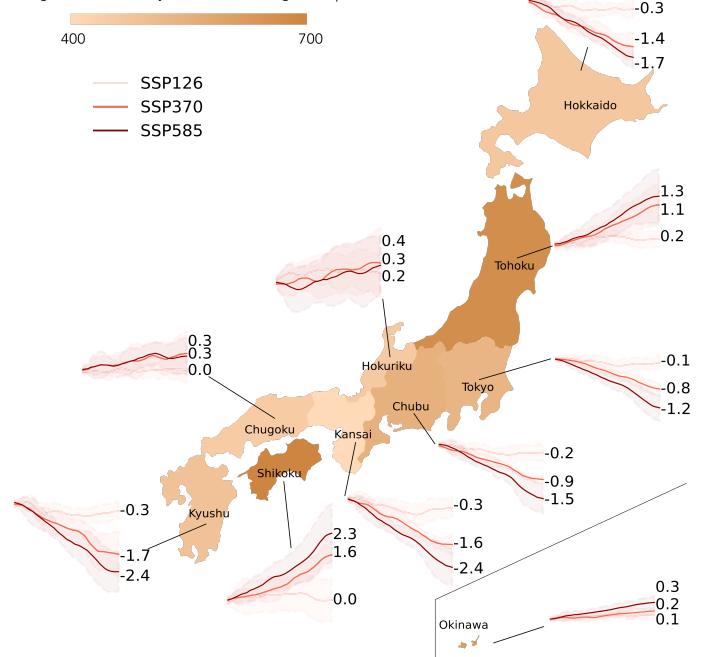 400 700
SSP126
SSP370
SSP585
-0.3
-1.4
-1.7
Hokkaido
1.3
1.1
0.2
Tohoku
0.4
0.3
0.2
Hokuriku
0.3
0.3
0.0
Chugoku
-0.1
-0.8
-1.2
Tokyo
Chubu
-0.2
-0.9
-1.5
Kansai
-0.3
-1.6
-2.4
Shikoku
2.3
1.6
0.0
Kyushu
-0.3
-1.7
-2.4
Okinawa
0.3
0.2
0.1